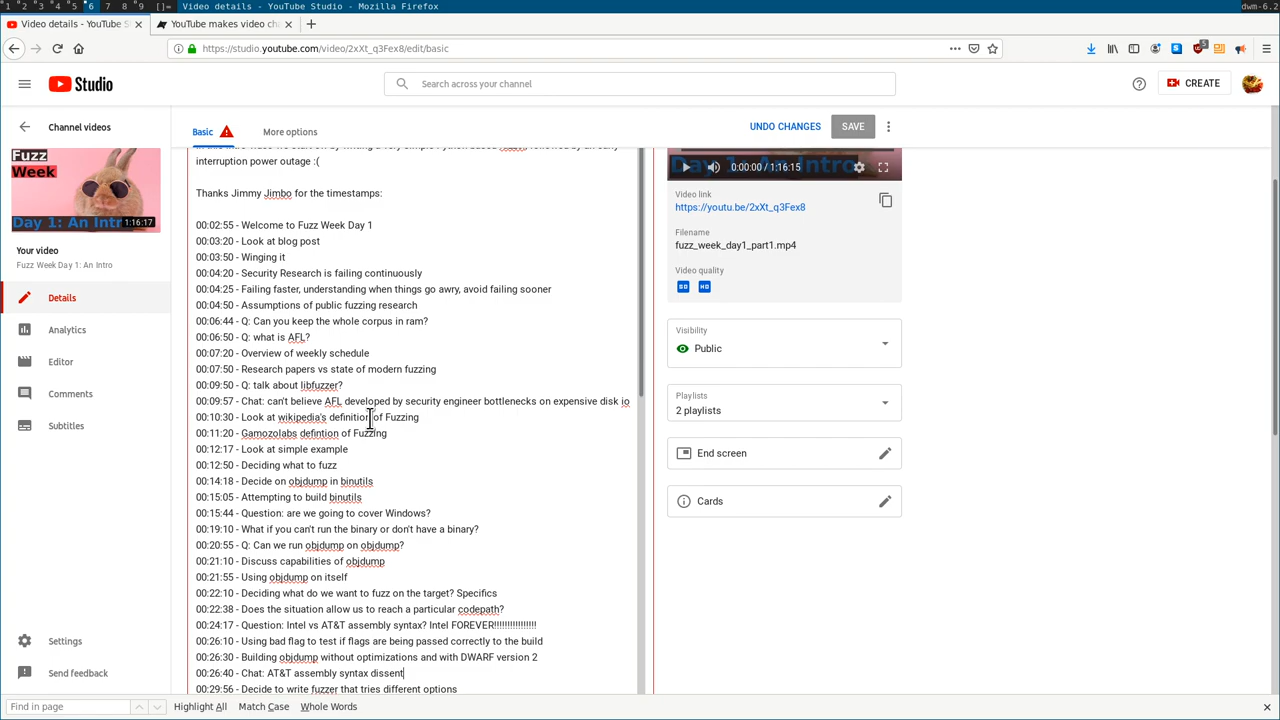 1 2 3 4 5 6 7 8 9 []= Video details - YouTube Studio - Mozilla Firefox dwm-6.2
Video details - YouTube S
YouTube makes video ch
https://studio.youtube.com/video/2xXt_q3Fex8/edit/basic
Studio
Search across your channel
CREATE
Channel videos
Basic
More options
UNDO CHANGES
SAVE
Fuzz
Week
Day 1: An Intr
1:16:17
Your video
Fuzz Week Day 1: An Intro
Details
Analytics
Editor
Comments
Subtitles
Settings
Send feedback
interruption power outage :(
Thanks Jimmy Jimbo for the timestamps:
00:02:55 - Welcome to Fuzz Week Day 1
00:03:20 - Look at blog post
00:03:50 - Winging it
00:04:20 - Security Research is failing continuously
00:04:25 - Failing faster, understanding when things go awry, avoid failing sooner
00:04:50 - Assumptions of public fuzzing research
00:06:44 - Q: Can you keep the whole corpus in ram?
00:06:50 - Q: what is AFL?
00:07:20 - Overview of weekly schedule
00:07:50 - Research papers vs state of modern fuzzing
00:09:50 - Q: talk about libfuzzer?
00:09:57 - Chat: can't believe AFL developed by security engineer bottlenecks on expensive disk io
00:10:30 - Look at wikipedia's definition of Fuzzing
00:11:20 - Gamozolabs defintion of Fuzzing
00:12:17 - Look at simple example
00:12:50 - Deciding what to fuzz
00:14:18 - Decide on objdump in binutils
00:15:05 - Attempting to build binutils
00:15:44 - Question: are we going to cover Windows?
00:19:10 - What if you can't run the binary or don't have a binary?
00:20:55 - Q: Can we run objdump on objdump?
00:21:10 - Discuss capabilities of objdump
00:21:55 - Using objdump on itself
00:22:10 - Deciding what do we want to fuzz on the target? Specifics
00:22:38 - Does the situation allow us to reach a particular codepath?
00:24:17 - Question: Intel vs AT&T assembly syntax? Intel FOREVER!!!!!!!!!!!!!!!!
00:26:10 - Using bad flag to test if flags are being passed correctly to the build
00:26:30 - Building objdump without optimizations and with DWARF version 2
00:26:40 - Chat: AT&T assembly syntax dissent
00:29:56 - Decide to write fuzzer that tries different options
0:00:00 / 1:16:15
Video link
https://youtu.be/2xXt_q3Fex8
Filename
fuzz_week_day1_part1.mp4
Video quality
SD HD
Visibility
Public
Playlists
2 playlists
End screen
Cards
Find in page
Highlight All
Match Case
Whole Words